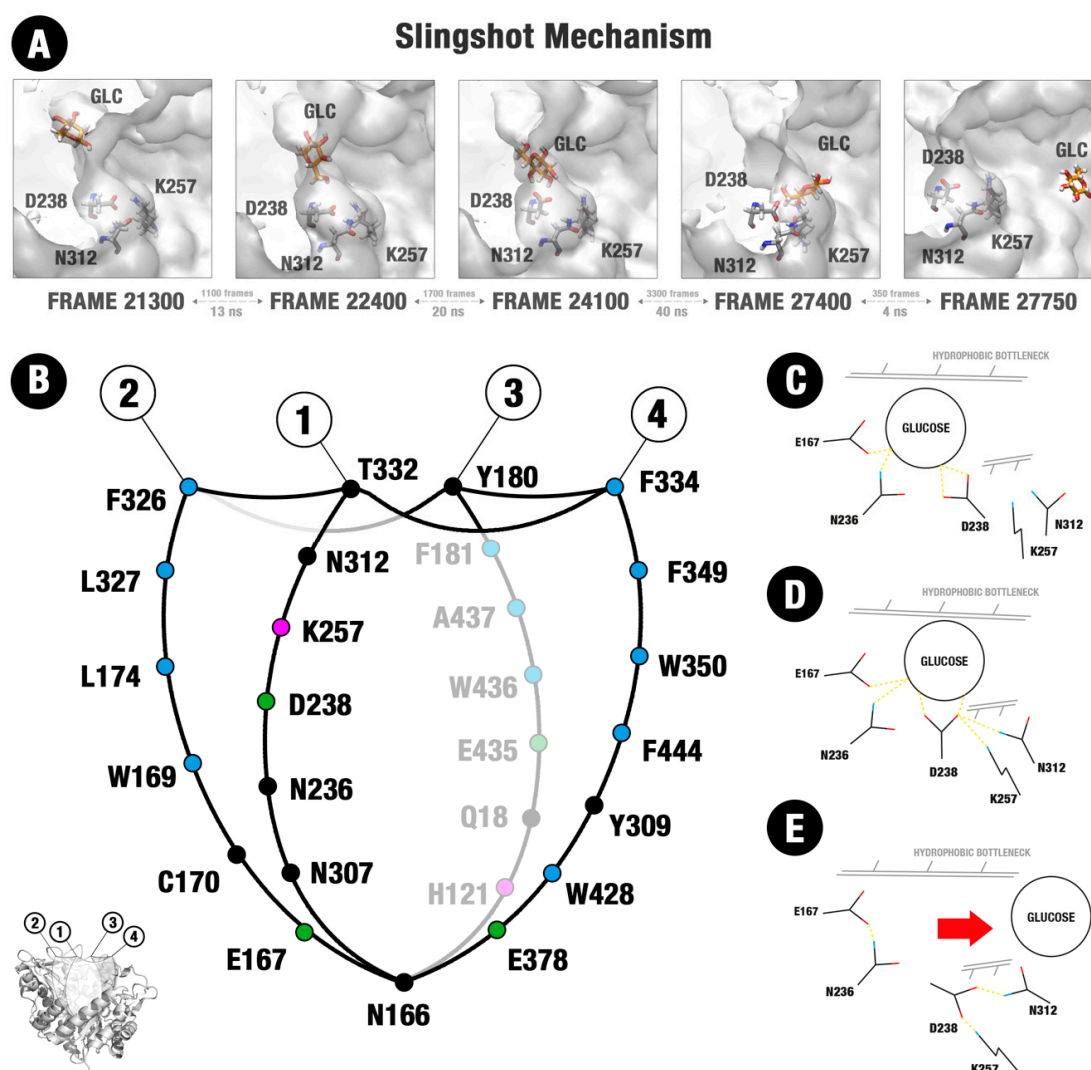 A
Slingshot Mechanism
GLC
D238
K257
N312
GLC
D238
N312
K257
GLC
D238
N312
K257
GLC
D238
N312
K257
D238
GLC
N312
K257
FRAME 21300
1100 frames
13 ns
FRAME 22400
1700 frames
20 ns
FRAME 24100
3300 frames
40 ns
FRAME 27400
350 frames
4 ns
FRAME 27750
B
2
1
3
4
T332
Y180
F326
F334
N312
F181
L327
F349
K257
A437
L174
W350
D238
W436
W169
E435
F444
N236
Q18
Y309
C170
N307
H121
W428
E167
E378
N166
2
1
3
4
C
HYDROPHOBIC BOTTLENECK
GLUCOSE
E167
N236
D238
N312
K257
D
HYDROPHOBIC BOTTLENECK
GLUCOSE
E167
N236
D238
N312
K257
E
HYDROPHOBIC BOTTLENECK
E167
GLUCOSE
N236
D238
N312
K257